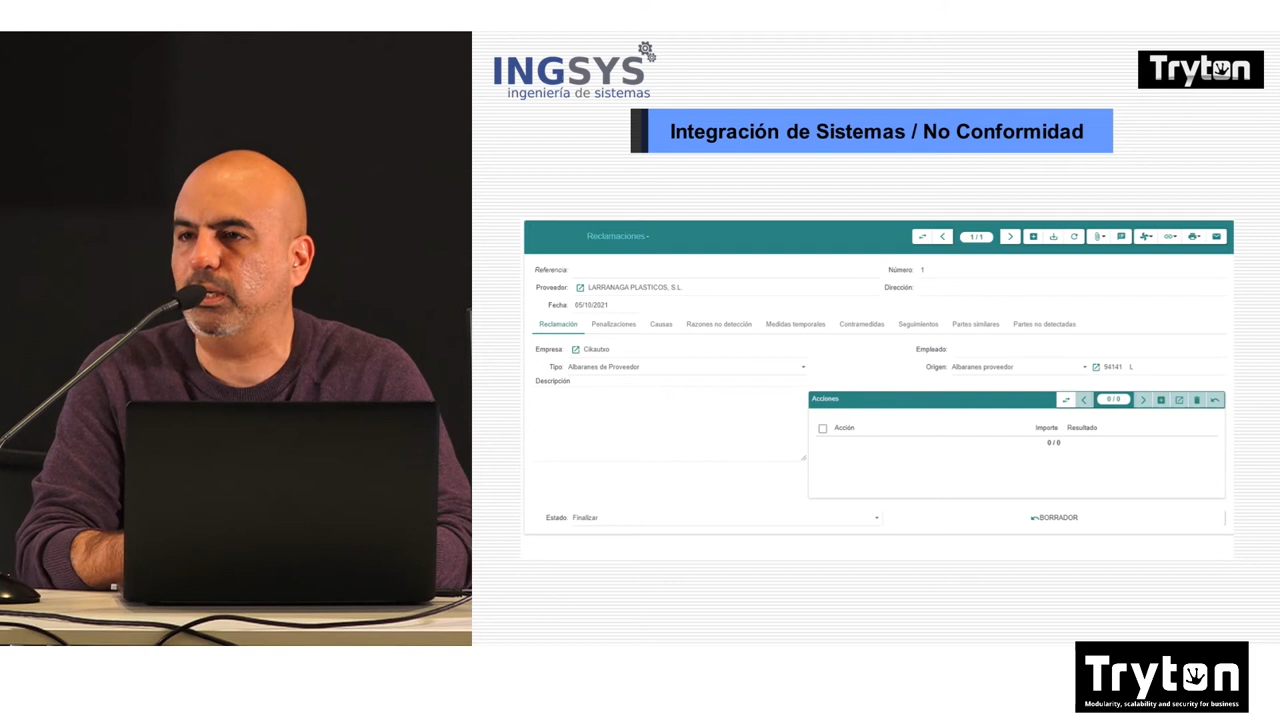 INGSYS
ingeniería de sistemas
Tryton
Integración de Sistemas / No Conformidad
Reclamaciones
1 / 1
Referencia:
Número: 1
Proveedor: LARRANAGA PLASTICOS, S.L.
Dirección:
Fecha: 05/10/2021
Reclamación Penalizaciones Causas Razones no detección Medidas temporales Contramedidas Seguimientos Partes similares Partes no detectadas
Empresa: Cikautxo
Empleado:
Tipo: Albaranes de Proveedor
Origen: Albaranes proveedor 94141 L
Descripción
Acciones 0 / 0
Acción Importe Resultado
0 / 0
Estado: Finalizar
BORRADOR
Tryton
Modularity, scalability and security for business